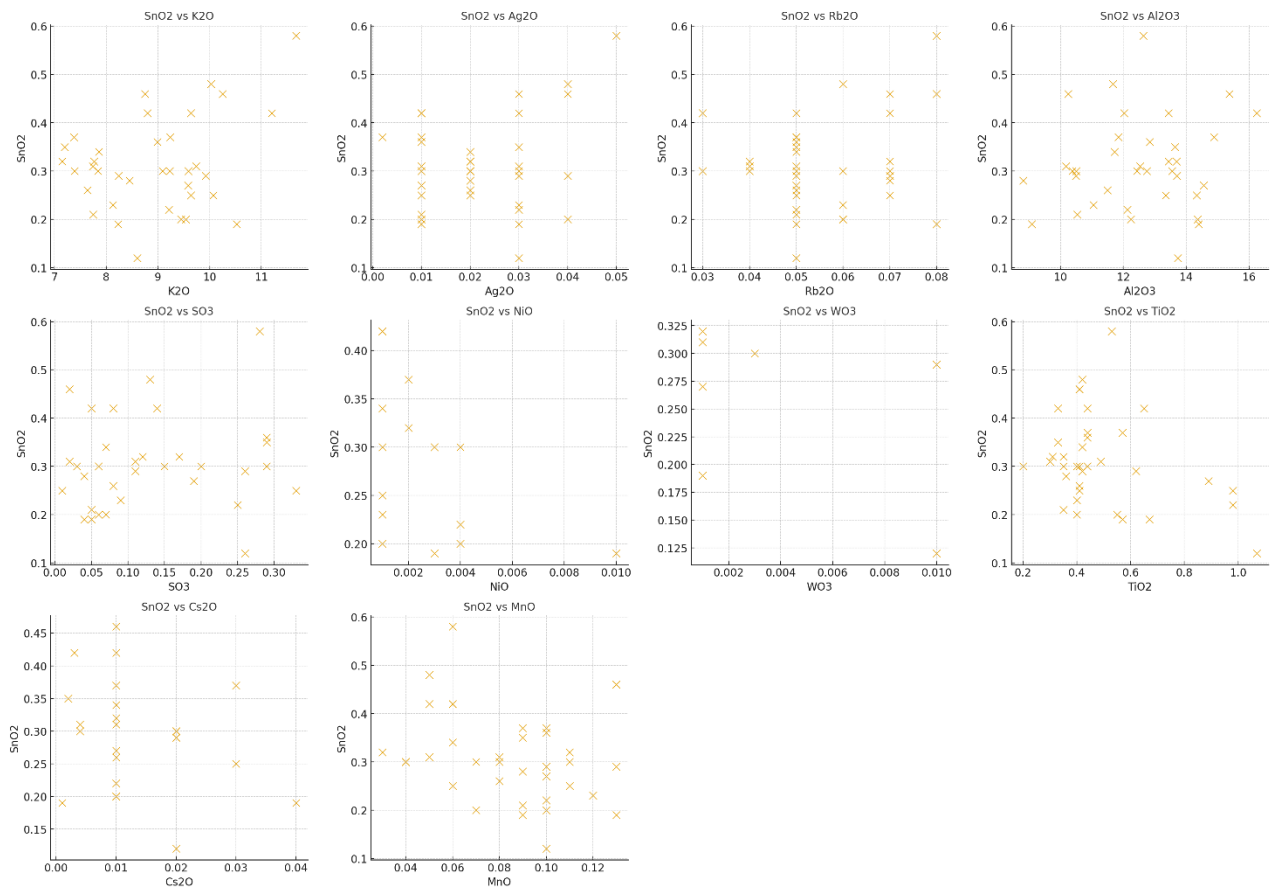 SnO2 vs K2O
SnO2 vs Ag2O
SnO2 vs Rb2O
SnO2 vs Al2O3
0.6
0.5
0.4
0.3
0.2
0.1
SnO2
7 8 9 10 11
K2O
0.6
0.5
0.4
0.3
0.2
0.1
SnO2
0.00 0.01 0.02 0.03 0.04 0.05
Ag2O
0.6
0.5
0.4
0.3
0.2
0.1
SnO2
0.03 0.04 0.05 0.06 0.07 0.08
Rb2O
0.6
0.5
0.4
0.3
0.2
0.1
SnO2
10 12 14 16
Al2O3
SnO2 vs SO3
SnO2 vs NiO
SnO2 vs WO3
SnO2 vs TiO2
0.6
0.5
0.4
0.3
0.2
0.1
SnO2
0.00 0.05 0.10 0.15 0.20 0.25 0.30
SO3
0.40
0.35
0.30
0.25
0.20
SnO2
0.002 0.004 0.006 0.008 0.010
NiO
0.325
0.300
0.275
0.250
0.225
0.200
0.175
0.150
0.125
SnO2
0.002 0.004 0.006 0.008 0.010
WO3
0.6
0.5
0.4
0.3
0.2
0.1
SnO2
0.2 0.4 0.6 0.8 1.0
TiO2
SnO2 vs Cs2O
SnO2 vs MnO
0.45
0.40
0.35
0.30
0.25
0.20
0.15
SnO2
0.00 0.01 0.02 0.03 0.04
Cs2O
0.6
0.5
0.4
0.3
0.2
0.1
SnO2
0.04 0.06 0.08 0.10 0.12
MnO